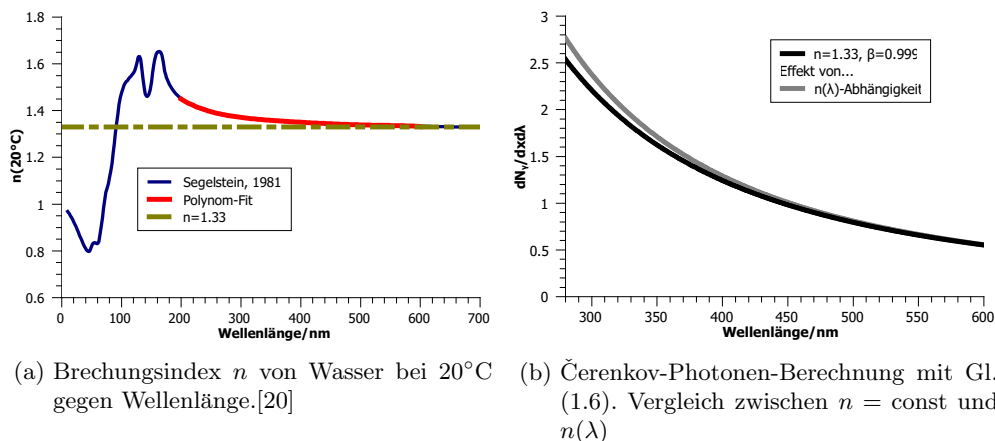 1.8
1.6
1.4
1.2
1
0.8
0.6
n(20°C)
Segelstein, 1981
Polynom-Fit
n=1.33
0 100 200 300 400 500 600 700
Wellenlänge/nm
3
2.5
2
1.5
1
0.5
0
dNγ/dxdλ
n=1.33, β=0.999
Effekt von...
n(λ)-Abhängigkeit
300 350 400 450 500 550 600
Wellenlänge/nm
(a) Brechungsindex n von Wasser bei 20°C
gegen Wellenlänge.[20]
(b) Čerenkov-Photonen-Berechnung mit Gl.
(1.6). Vergleich zwischen n = const und
n(λ)